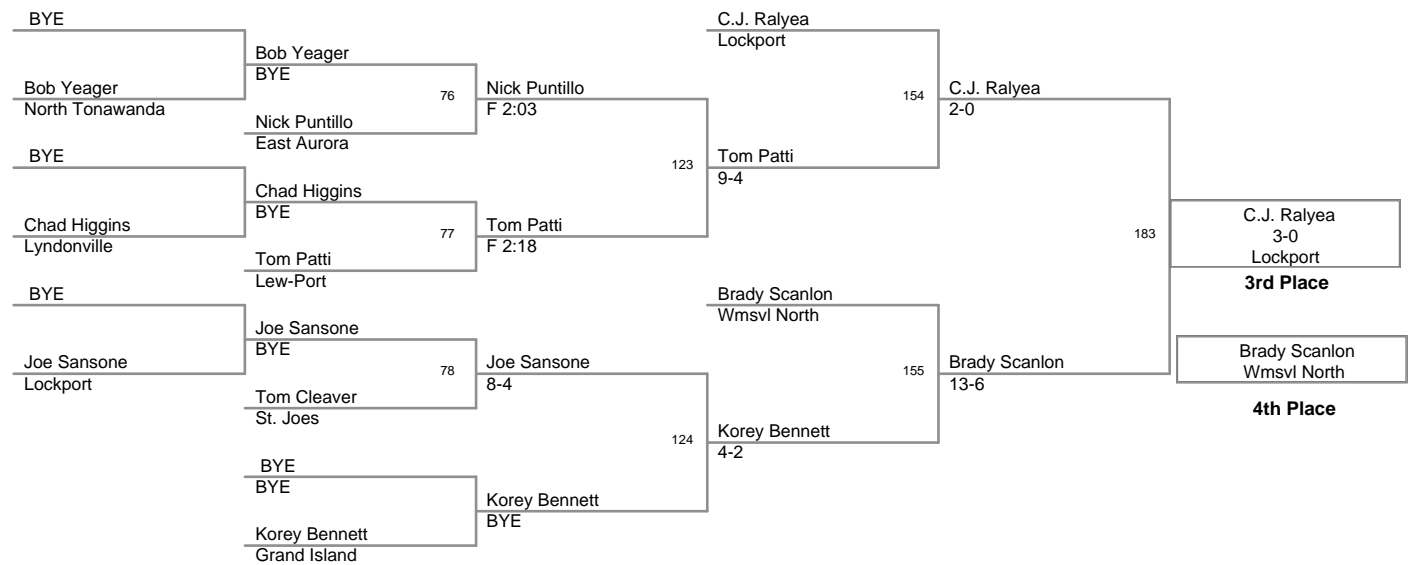 BYE
Bob Yeager
North Tonawanda
BYE
Chad Higgins
Lyndonville
BYE
Joe Sansone
Lockport
Bob Yeager
BYE
76
Nick Puntillo
East Aurora
Chad Higgins
BYE
77
Tom Patti
Lew-Port
Joe Sansone
BYE
78
Tom Cleaver
St. Joes
BYE
BYE
Korey Bennett
Grand Island
Nick Puntillo
F 2:03
123
Tom Patti
F 2:18
Joe Sansone
8-4
124
Korey Bennett
BYE
C.J. Ralyea
Lockport
154
Tom Patti
9-4
Brady Scanlon
Wmsvl North
155
Korey Bennett
4-2
C.J. Ralyea
2-0
183
Brady Scanlon
13-6
C.J. Ralyea
3-0
Lockport
3rd Place
Brady Scanlon
Wmsvl North
4th Place